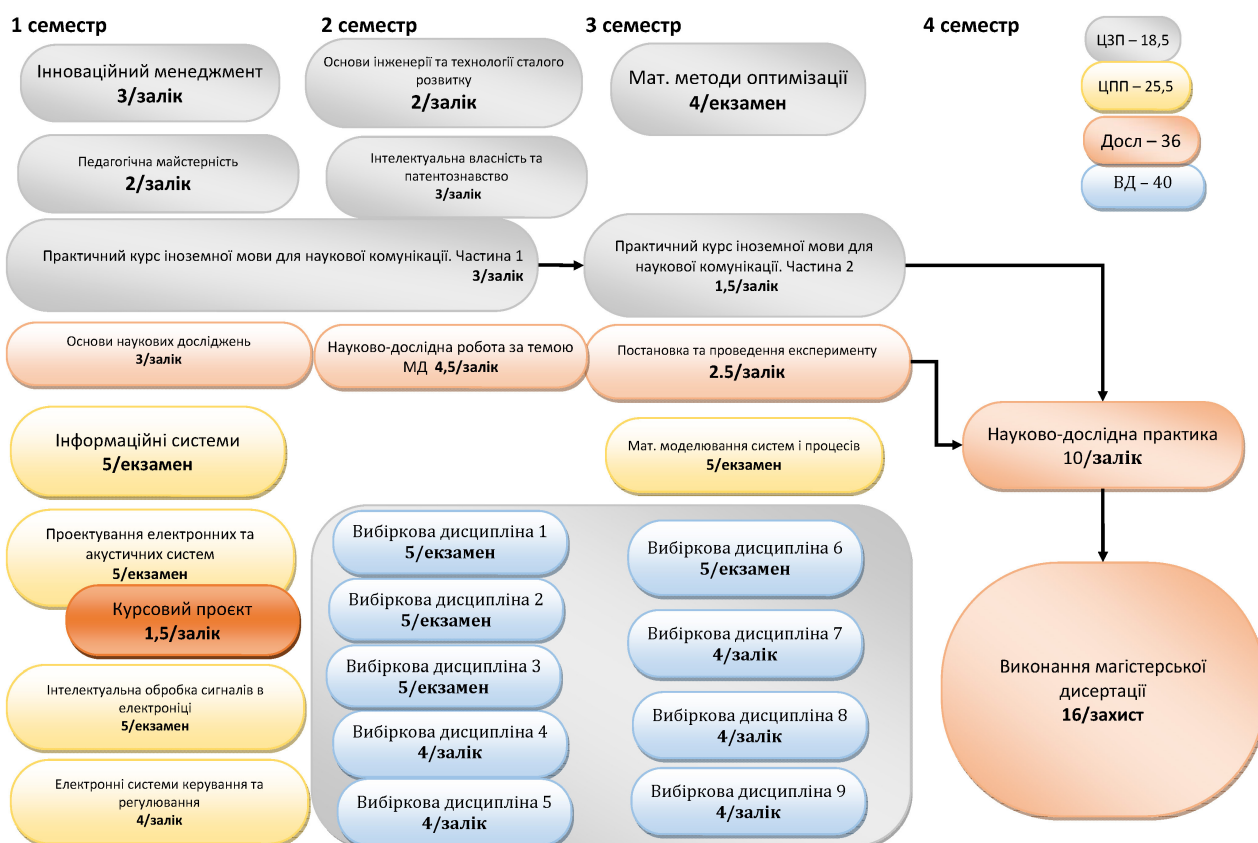 1 семестр
2 семестр
3 семестр
4 семестр
ЦЗП – 18,5
ЦПП – 25,5
Досл – 36
ВД – 40
Інноваційний менеджмент
3/залік
Основи інженерії та технології сталого
розвитку
2/залік
Мат. методи оптимізації
4/екзамен
Педагогічна майстерність
2/залік
Інтелектуальна власність та
патентознавство
3/залік
Практичний курс іноземної мови для наукової комунікації. Частина 1
3/залік
Практичний курс іноземної мови для
наукової комунікації. Частина 2
1,5/залік
Основи наукових досліджень
3/залік
Науково-дослідна робота за темою
МД 4,5/залік
Постановка та проведення експерименту
2.5/залік
Інформаційні системи
5/екзамен
Мат. моделювання систем і процесів
5/екзамен
Науково-дослідна практика
10/залік
Проектування електронних та
акустичних систем
5/екзамен
Курсовий проєкт
1,5/залік
Інтелектуальна обробка сигналів в
електроніці
5/екзамен
Електронні системи керування та
регулювання
4/залік
Вибіркова дисципліна 1
5/екзамен
Вибіркова дисципліна 2
5/екзамен
Вибіркова дисципліна 3
5/екзамен
Вибіркова дисципліна 4
4/залік
Вибіркова дисципліна 5
4/залік
Вибіркова дисципліна 6
5/екзамен
Вибіркова дисципліна 7
4/залік
Вибіркова дисципліна 8
4/залік
Вибіркова дисципліна 9
4/залік
Виконання магістерської
дисертації
16/захист